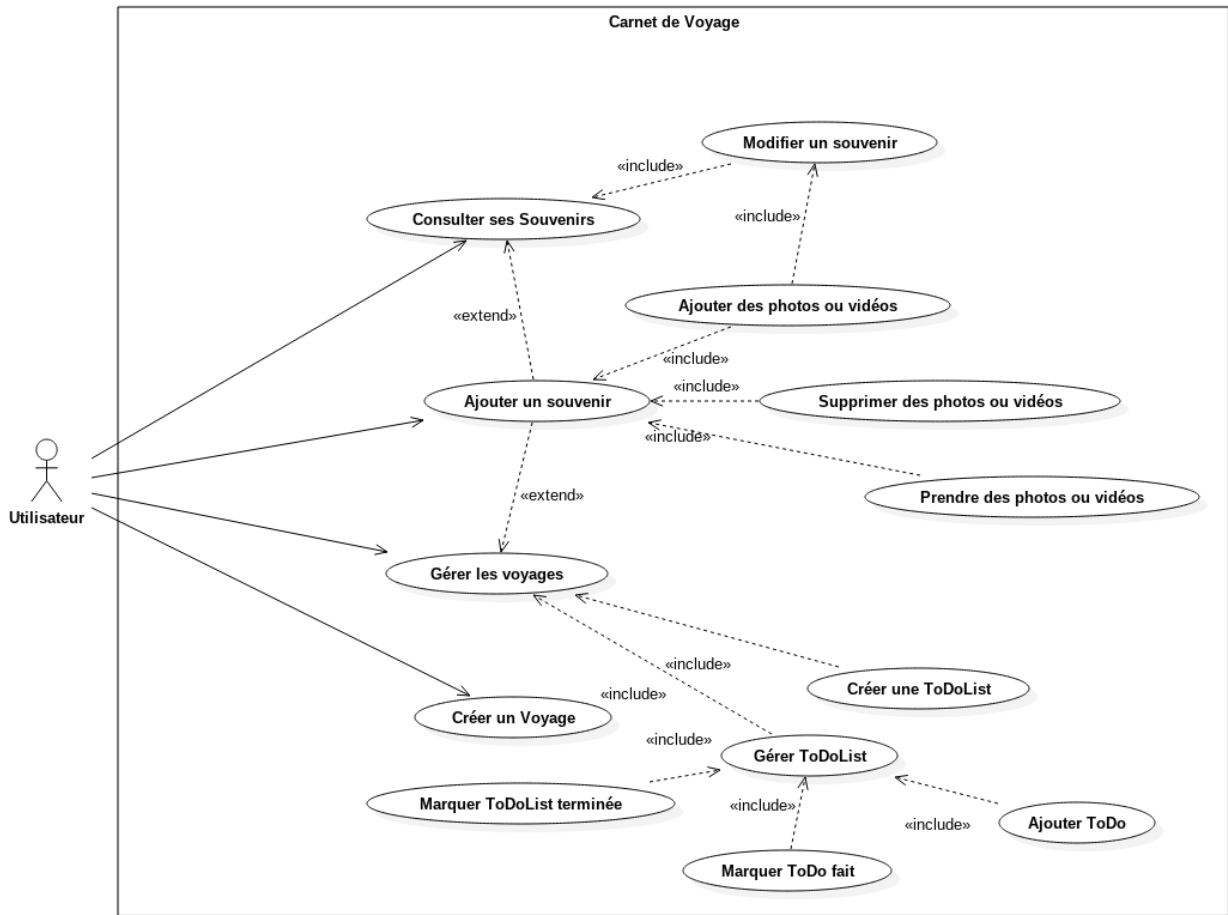 Carnet de Voyage
Modifier un souvenir
«include»
Consulter ses Souvenirs
«include»
Ajouter des photos ou vidéos
«extend»
«include»
«include»
Ajouter un souvenir
Supprimer des photos ou vidéos
«include»
Prendre des photos ou vidéos
«extend»
Utilisateur
Gérer les voyages
«include»
Créer une ToDoList
«include»
Créer un Voyage
«include»
Gérer ToDoList
Marquer ToDoList terminée
«include»
Ajouter ToDo
«include»
Marquer ToDo fait